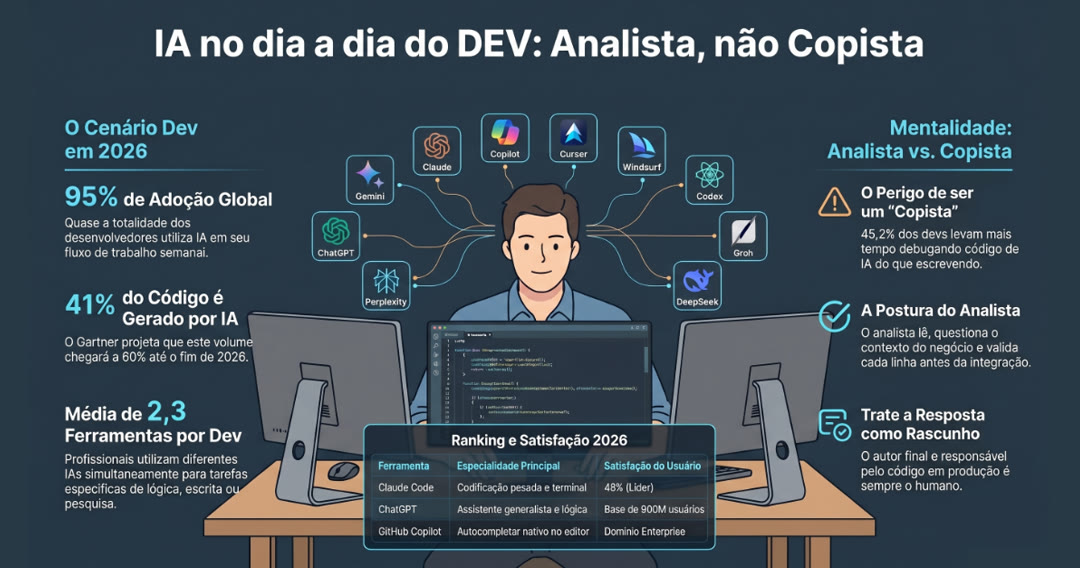 IA no dia a dia do DEV: Analista, não Copista
O Cenário Dev
em 2026
95% de Adoção Global
Quase a totalidade dos
desenvolvedores utiliza IA em seu
fluxo de trabalho semanai.
41% do Código é
Gerado por IA
O Gartner projeta que este volume
chegará a 60% até o fim de 2026.
Média de 2,3
Ferramentas por Dev
Profissionais utilizam diferentes
IAs simultaneamente para tarefas
especificas de lógica, escrita ou
pesquisa.
Perplexity
ChatGPT
Gemini
Claude
Copilot
Curser
Windsurf
Codex
Groh
DeepSeek
Ranking e Satisfação 2026
Ferramenta Especialidade Principal Satisfação do Usuário
Claude Code Codificação pesada e terminal 48% (Líder)
ChatGPT Assistente generalista e lógica Base de 900M usuários
GitHub Copilot Autocompletar nativo no editor Dominio Enterprise
Mentalidade:
Analista vs. Copista
O Perigo de ser
um “Copista”
45,2% dos devs levam mais
tempo debugando código de
IA do que escrevendo.
A Postura do Analista
O analista lê, questiona o
contexto do negócio e valida
cada linha antes da integração.
Trate a Resposta
como Rascunho
O autor final e responsável
pelo código em produção é
sempre o humano.